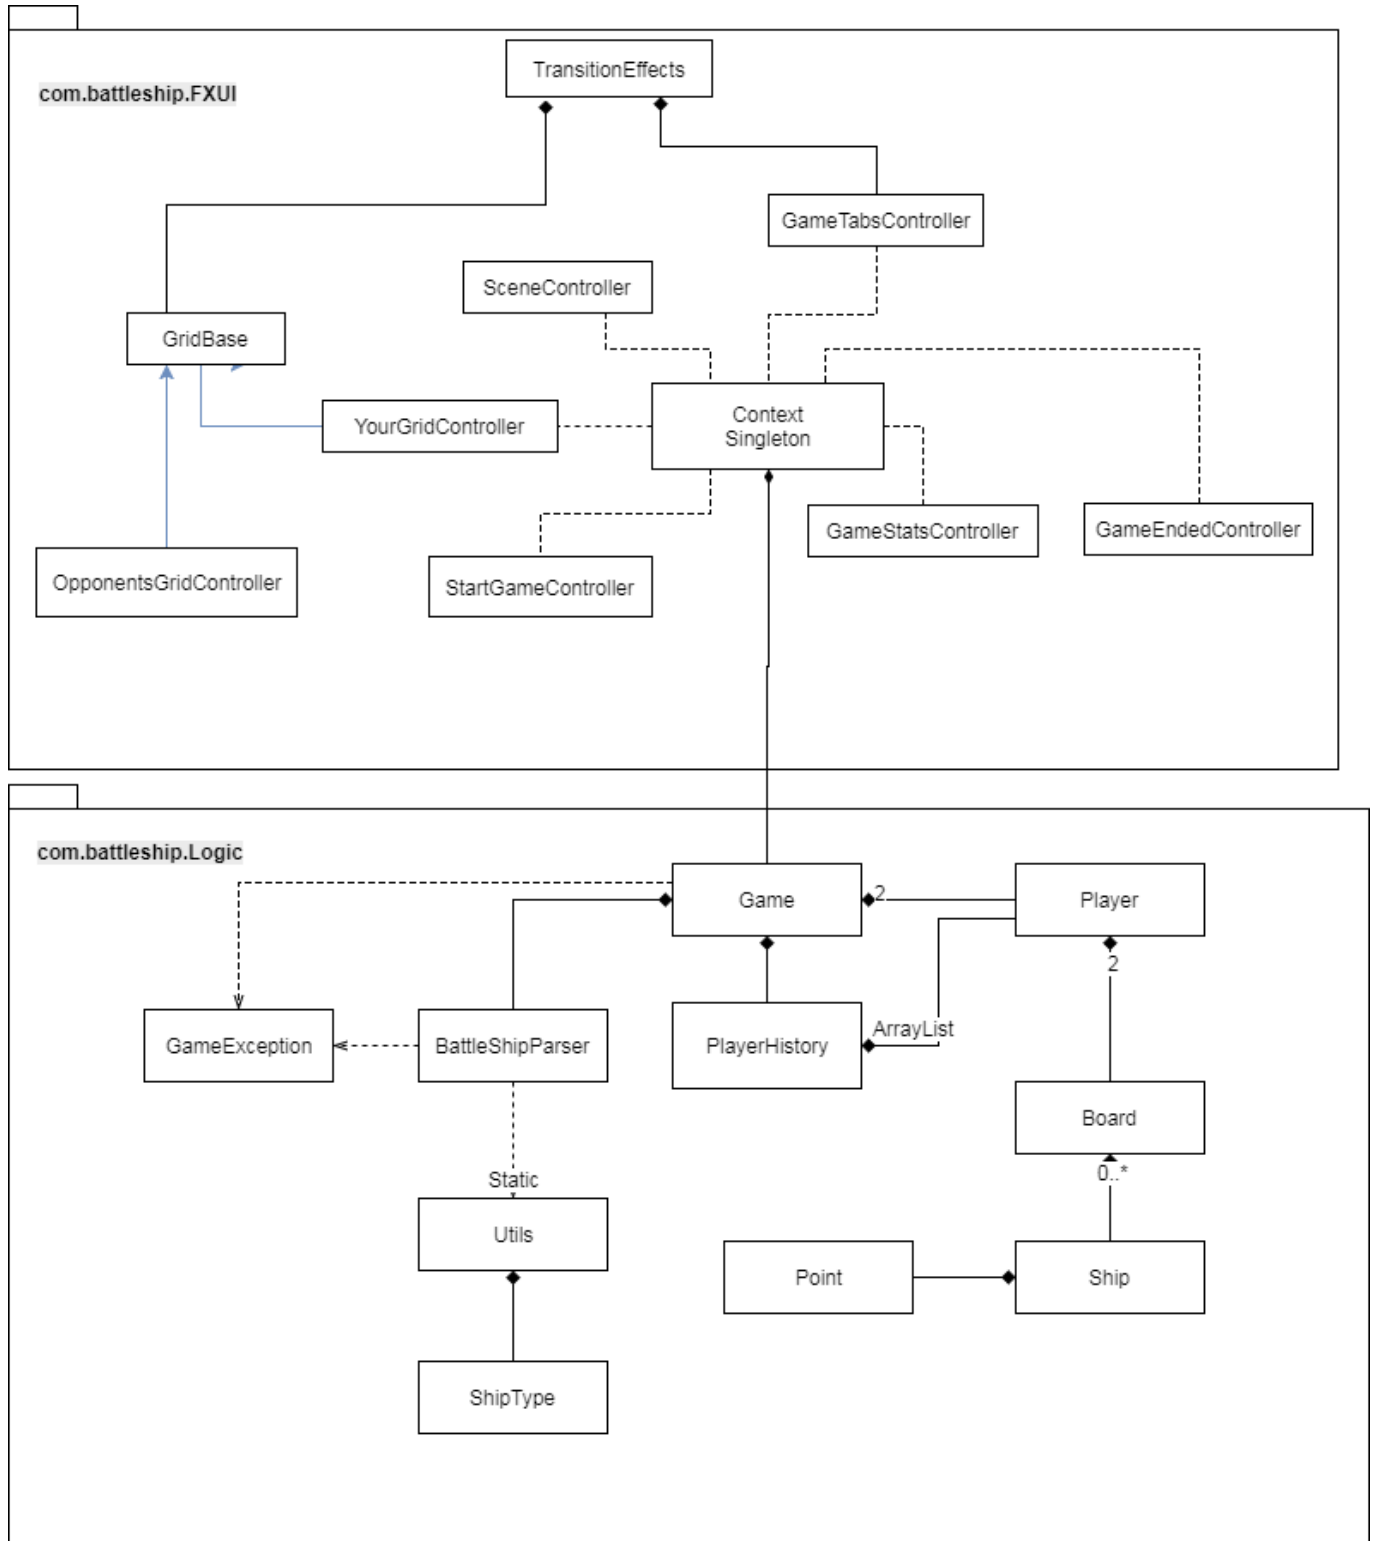 TransitionEffects
com.battleship.FXUI
GameTabsController
SceneController
GridBase
Context
Singleton
YourGridController
GameStatsController
GameEndedController
OpponentsGridController
StartGameController
com.battleship.Logic
Game
2
Player
2
ArrayList
GameException
BattleShipParser
PlayerHistory
Board
0..*
Static
Utils
Point
Ship
ShipType